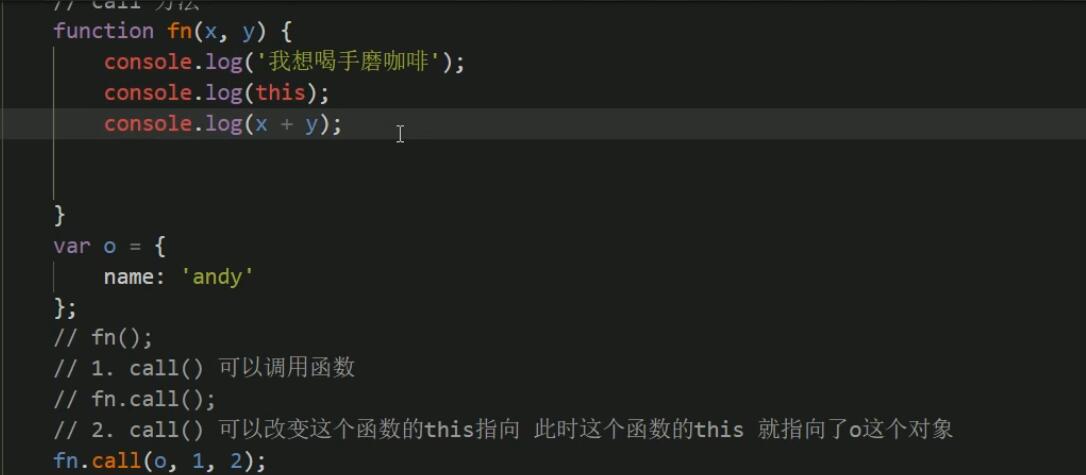 // call 方法
function fn(x, y) {
console.log('我想喝手磨咖啡');
console.log(this);
console.log(x + y);
}
var o = {
name: 'andy'
};
// fn();
// 1. call() 可以调用函数
// fn.call();
// 2. call() 可以改变这个函数的this指向 此时这个函数的this 就指向了o这个对象
fn.call(o, 1, 2);